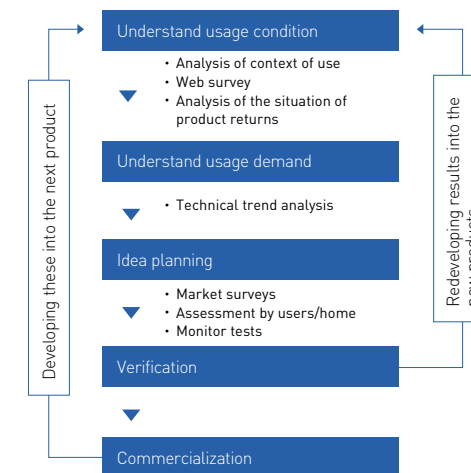 Understand usage condition
• Analysis of context of use
• Web survey
• Analysis of the situation of
product returns
Understand usage demand
• Technical trend analysis
Idea planning
• Market surveys
• Assessment by users/home
• Monitor tests
Verification
Commercialization
Developing these into the next product
Redeveloping results into the
new products